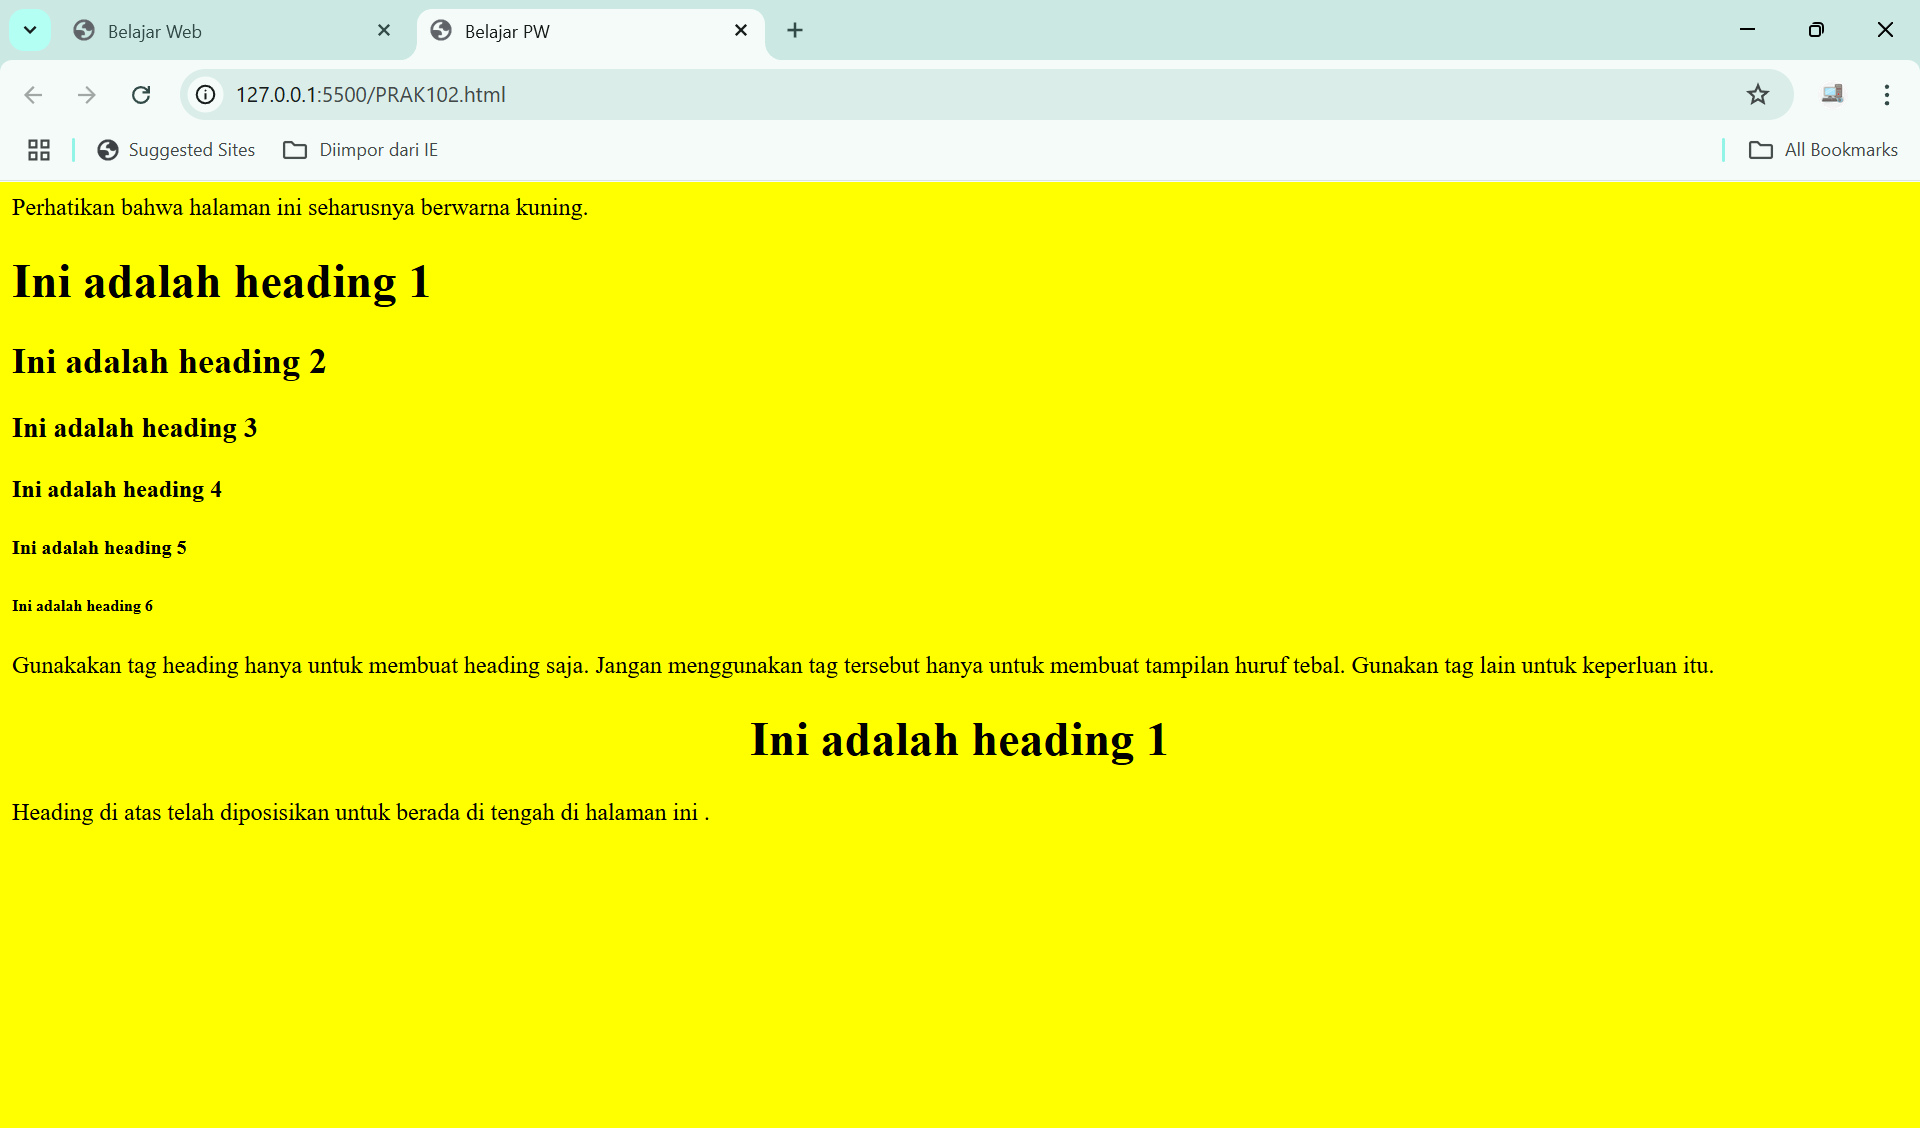 Belajar Web
Belajar PW
127.0.0.1:5500/PRAK102.html
Suggested Sites
Diimpor dari IE
All Bookmarks
Perhatikan bahwa halaman ini seharusnya berwarna kuning.
Ini adalah heading 1
Ini adalah heading 2
Ini adalah heading 3
Ini adalah heading 4
Ini adalah heading 5
Ini adalah heading 6
Gunakakan tag heading hanya untuk membuat heading saja. Jangan menggunakan tag tersebut hanya untuk membuat tampilan huruf tebal. Gunakan tag lain untuk keperluan itu.
Ini adalah heading 1
Heading di atas telah diposisikan untuk berada di tengah di halaman ini .